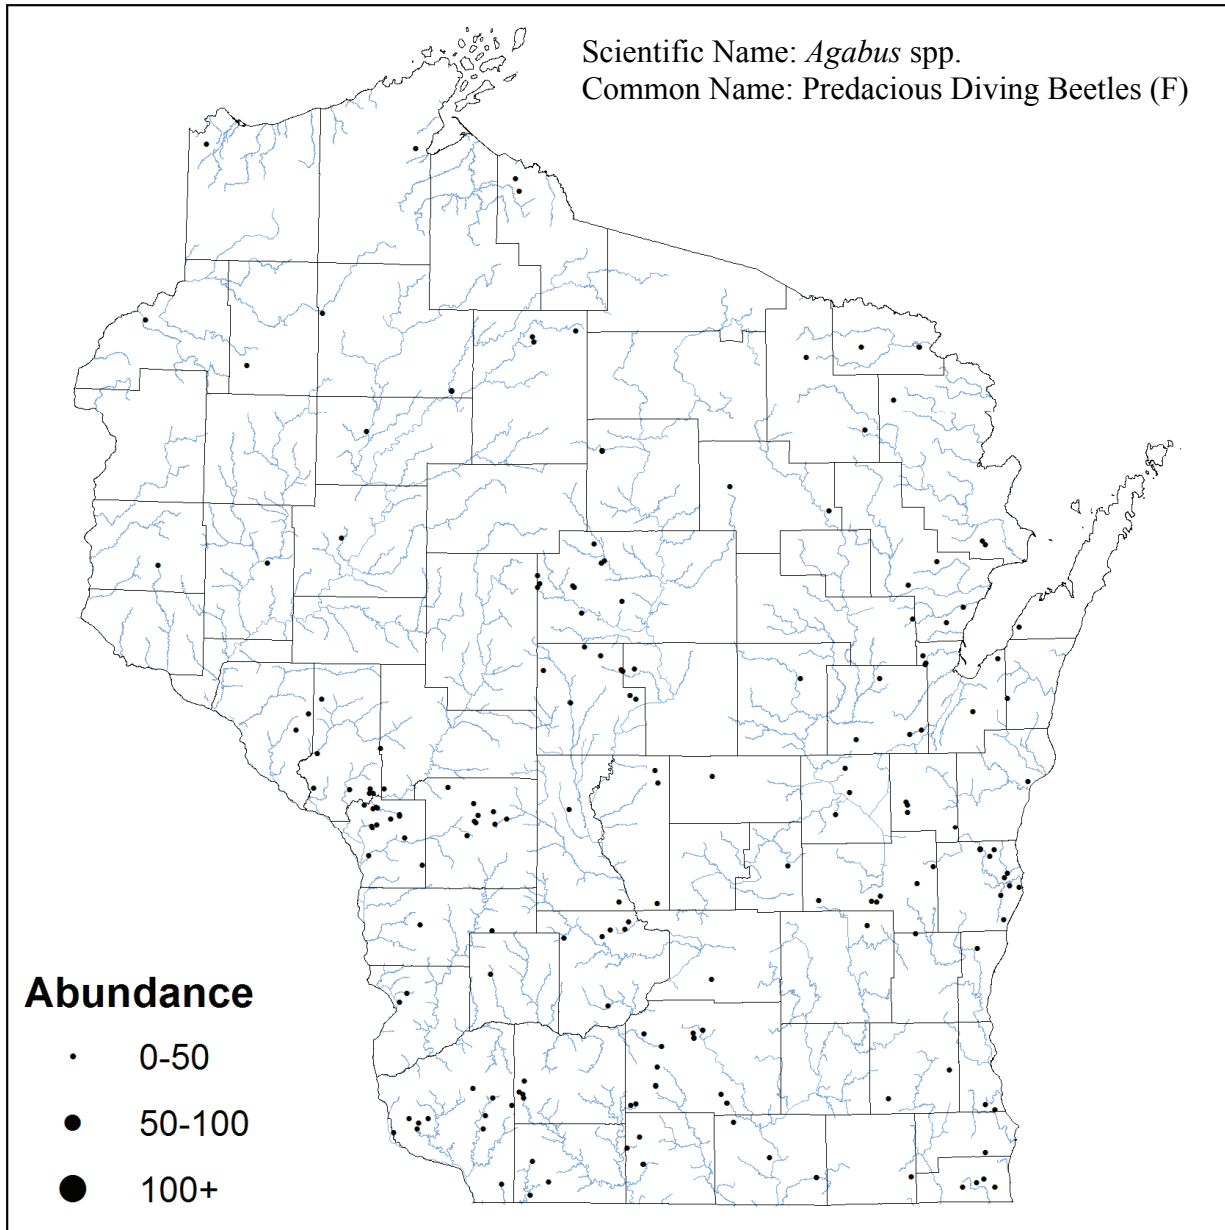 Scientific Name: Agabus spp.
Common Name: Predacious Diving Beetles (F)
Abundance
0-50
50-100
100+